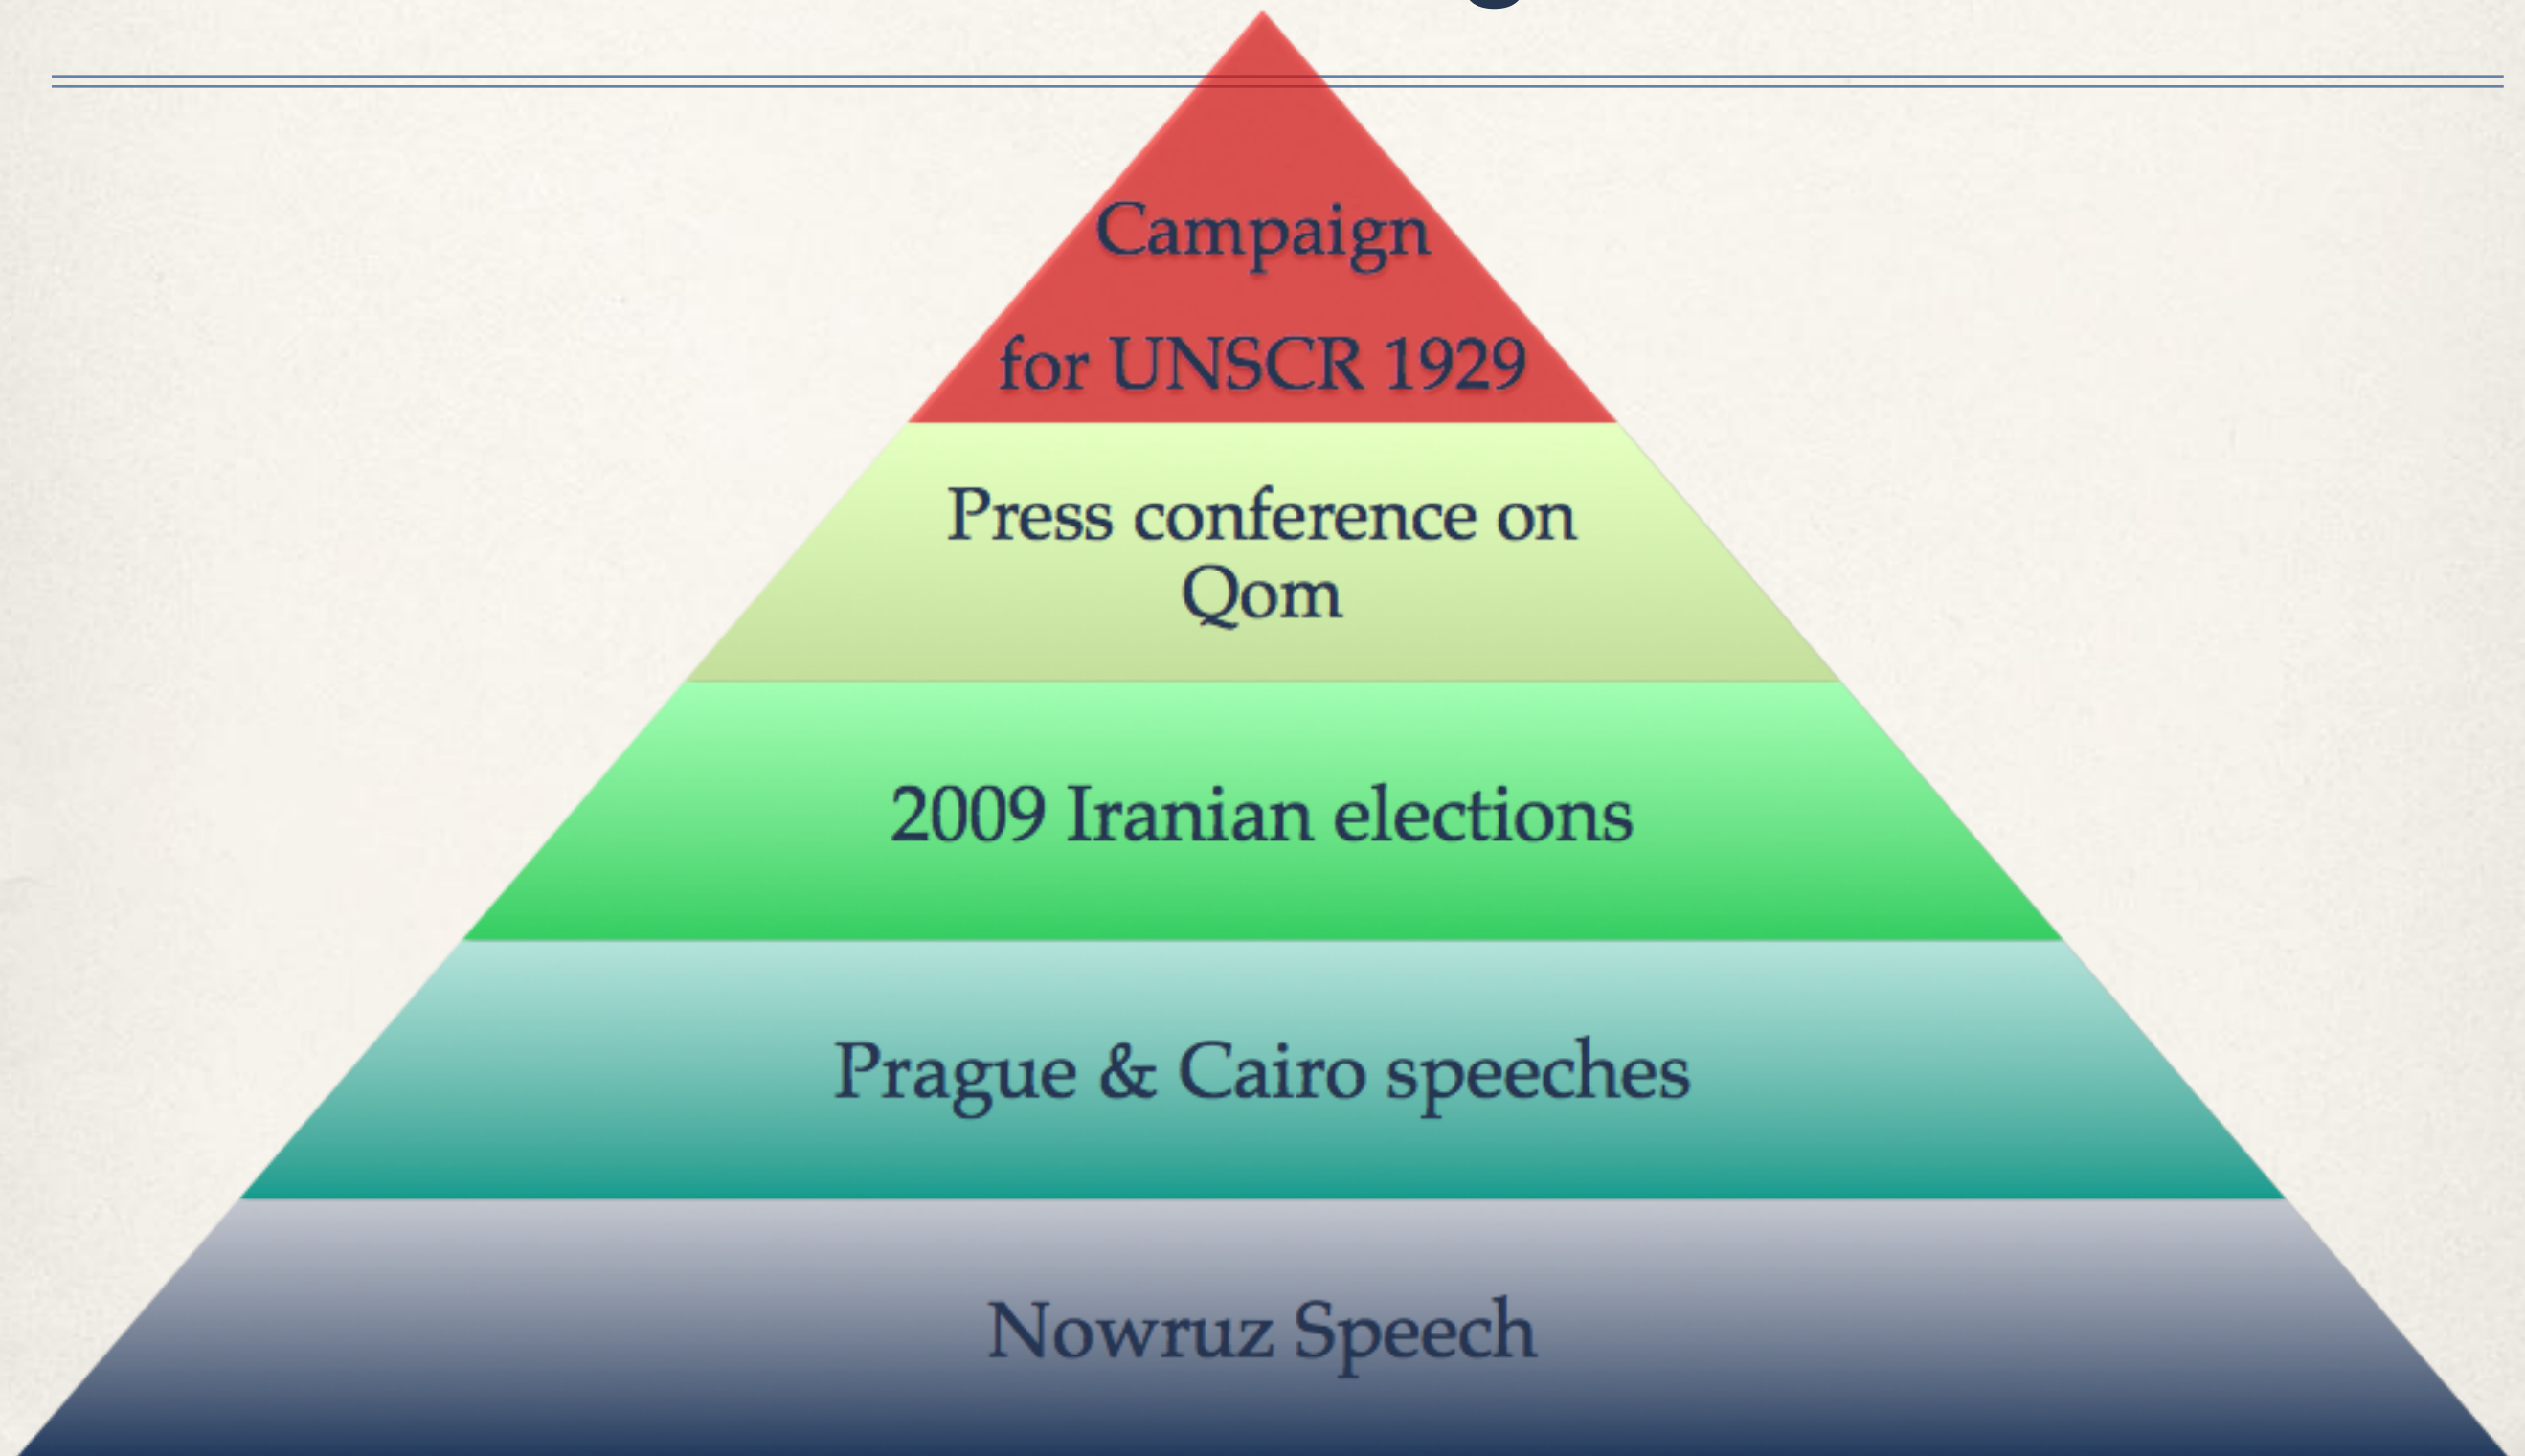 Campaign
for UNSCR 1929
Press conference on
Qom
2009 Iranian elections
Prague & Cairo speeches
Nowruz Speech